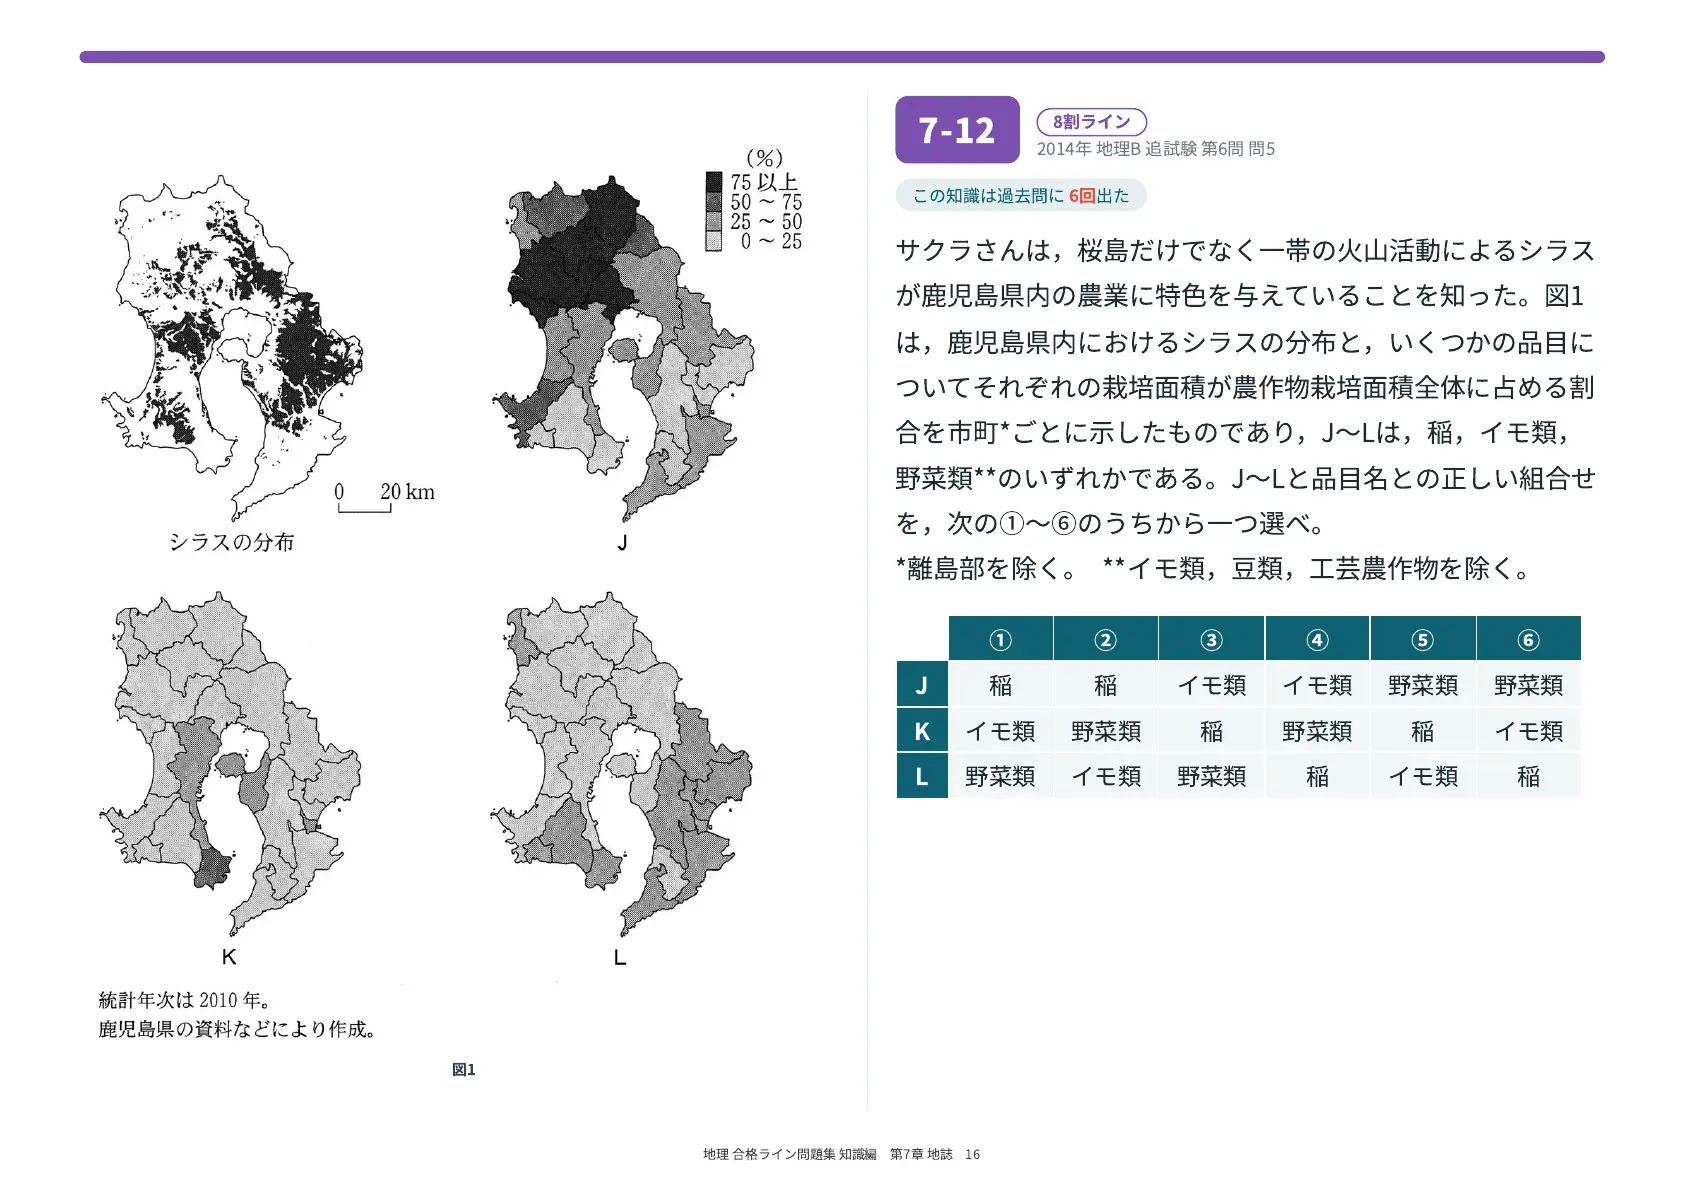 (%)
75 以上
50 ～ 75
25 ～ 50
0 ～ 25
0 20 km
シラスの分布
J
K
L
統計年次は 2010 年。
鹿児島県の資料などにより作成。
図1
7-12
8割ライン
2014年 地理B 追試験 第6問 問5
この知識は過去問に 6回出た
サクラさんは，桜島だけでなく一帯の火山活動によるシラス
が鹿児島県内の農業に特色を与えていることを知った。図1
は，鹿児島県内におけるシラスの分布と，いくつかの品目に
ついてそれぞれの栽培面積が農作物栽培面積全体に占める割
合を市町*ごとに示したものであり，J～Lは，稲，イモ類，
野菜類**のいずれかである。J～Lと品目名との正しい組合せ
を，次の①～⑥のうちから一つ選べ。
*離島部を除く。 **イモ類，豆類，工芸農作物を除く。
① ② ③ ④ ⑤ ⑥
J 稲 稲 イモ類 イモ類 野菜類 野菜類
K イモ類 野菜類 稲 野菜類 稲 イモ類
L 野菜類 イモ類 野菜類 稲 イモ類 稲
地理 合格ライン問題集 知識編 第7章 地誌 16